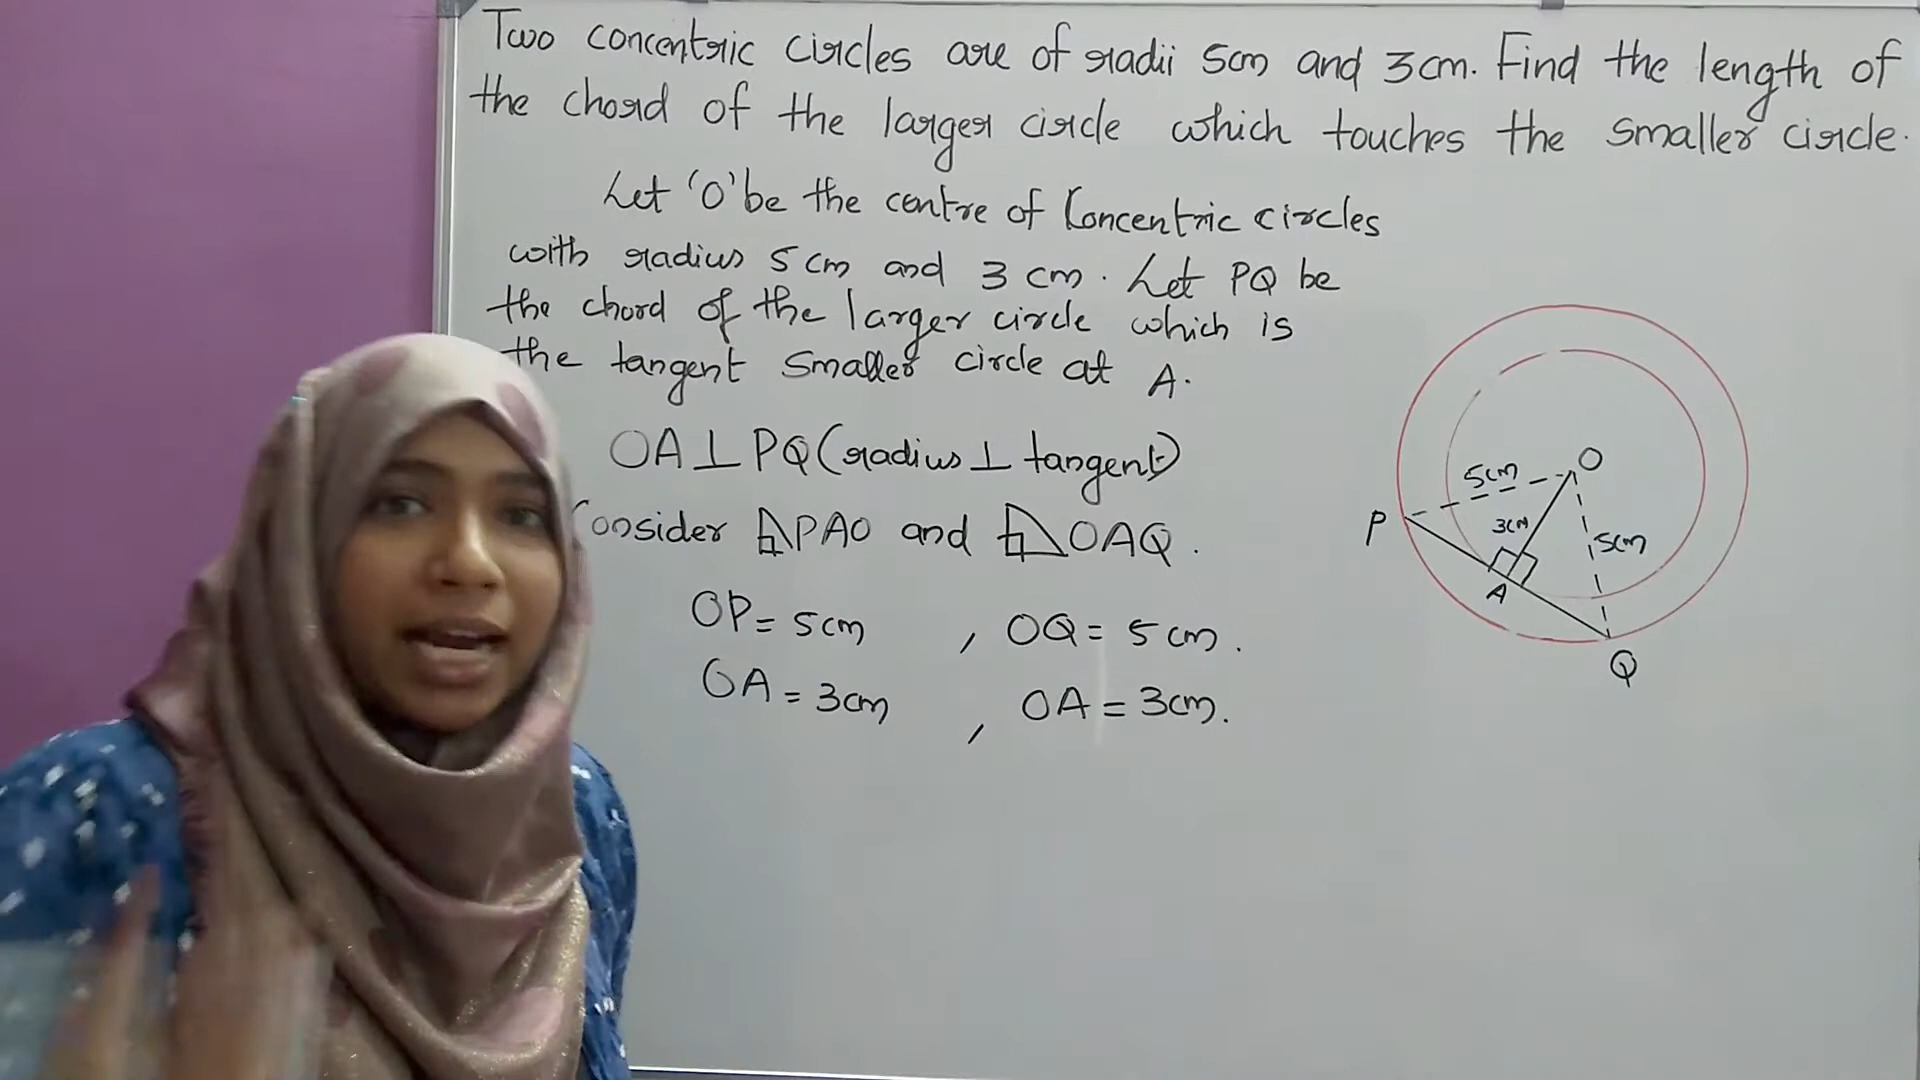 Two concentric circles are of radii 5cm and 3cm. Find the length of
the chord of the larger circle which touches the smaller circle.
Let 'O' be the centre of Concentric circles
with radius 5 cm and 3 cm. Let PQ be
the chord of the larger circle which is
the tangent smaller circle at A.
OA ⊥ PQ (radius ⊥ tangent)
onsider ⊿PAO and ⊿OAQ.
OP = 5cm , OQ = 5 cm.
OA = 3cm , OA = 3cm.
O
5cm
P
3cm
5cm
A
Q